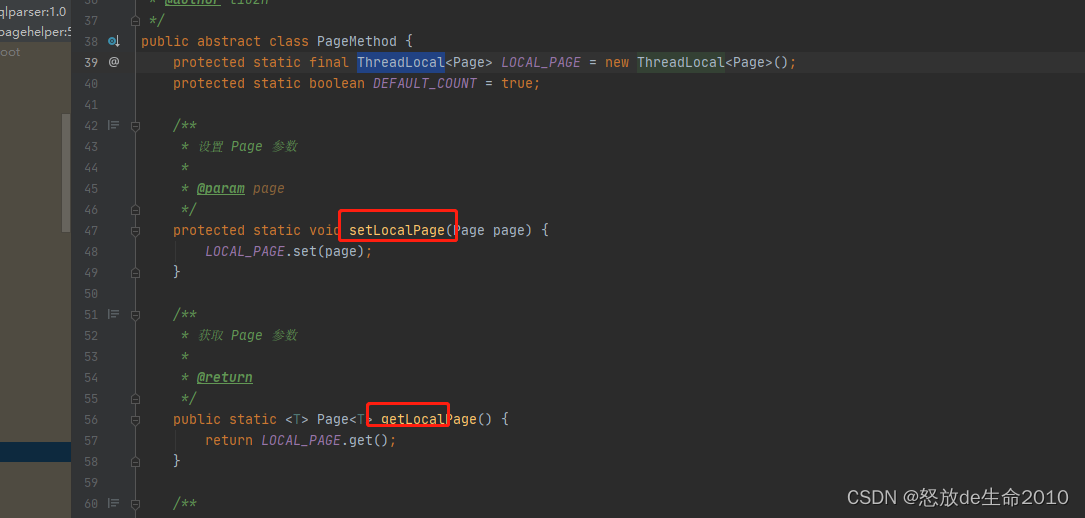 qlparser:1.0
pagehelper:5
oot
36 * @author liuzh
37 */
38 public abstract class PageMethod {
39 @ protected static final ThreadLocal<Page> LOCAL_PAGE = new ThreadLocal<Page>();
40 protected static boolean DEFAULT_COUNT = true;
41
42 /**
43 * 设置 Page 参数
44 *
45 * @param page
46 */
47 protected static void setLocalPage(Page page) {
48 LOCAL_PAGE.set(page);
49 }
50
51 /**
52 * 获取 Page 参数
53 *
54 * @return
55 */
56 public static <T> Page<T> getLocalPage() {
57 return LOCAL_PAGE.get();
58 }
59
60 /**
CSDN @怒放de生命2010